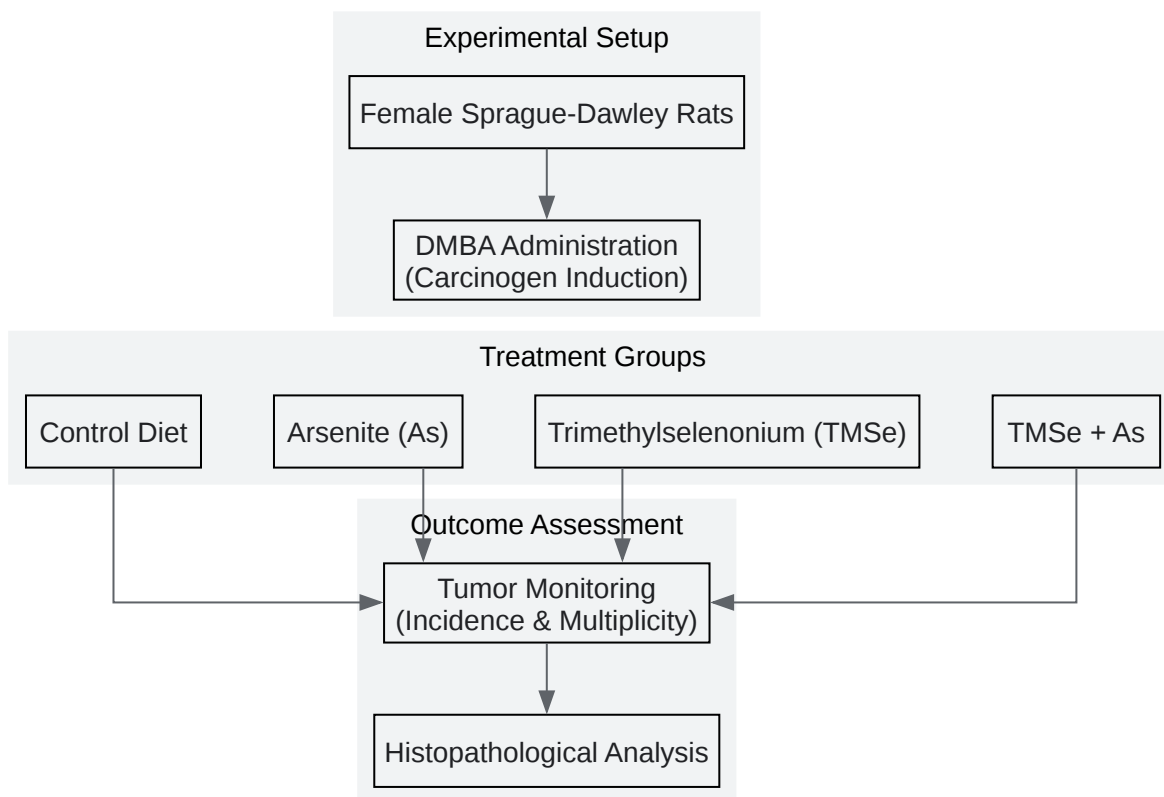 Experimental Setup
Female Sprague-Dawley Rats
DMBA Administration
(Carcinogen Induction)
Treatment Groups
Control Diet
Arsenite (As)
Trimethylselenonium (TMSe)
TMSe + As
Outcome Assessment
Tumor Monitoring
(Incidence & Multiplicity)
Histopathological Analysis